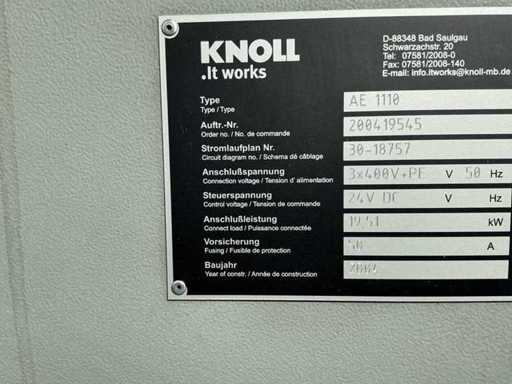 KNOLL
.It works
D-88348 Bad Saulgau
Schwarzachstr. 20
Tel: 07581/2008-0
Fax: 07581/2008-140
E-mail: info.itworks@knoll-mb.de
Type
Type / Type
AE 1110
Auftr.-Nr.
Order no. / No. de commande
200419545
Stromlaufplan Nr.
Circuit diagram no. / Schéma dé câblage
30-18757
Anschlußspannung
Connection voltage / Tension d' alimentation
3x400V+PE V 50 Hz
Steuerspannung
Control voltage / Tension de commande
24V DC V Hz
Anschlußleistung
Connect load / Puissance connectée
19,51 kW
Vorsicherung
Fusing / Fusible de protection
50 A
Baujahr
Year of constr. / Année de construction